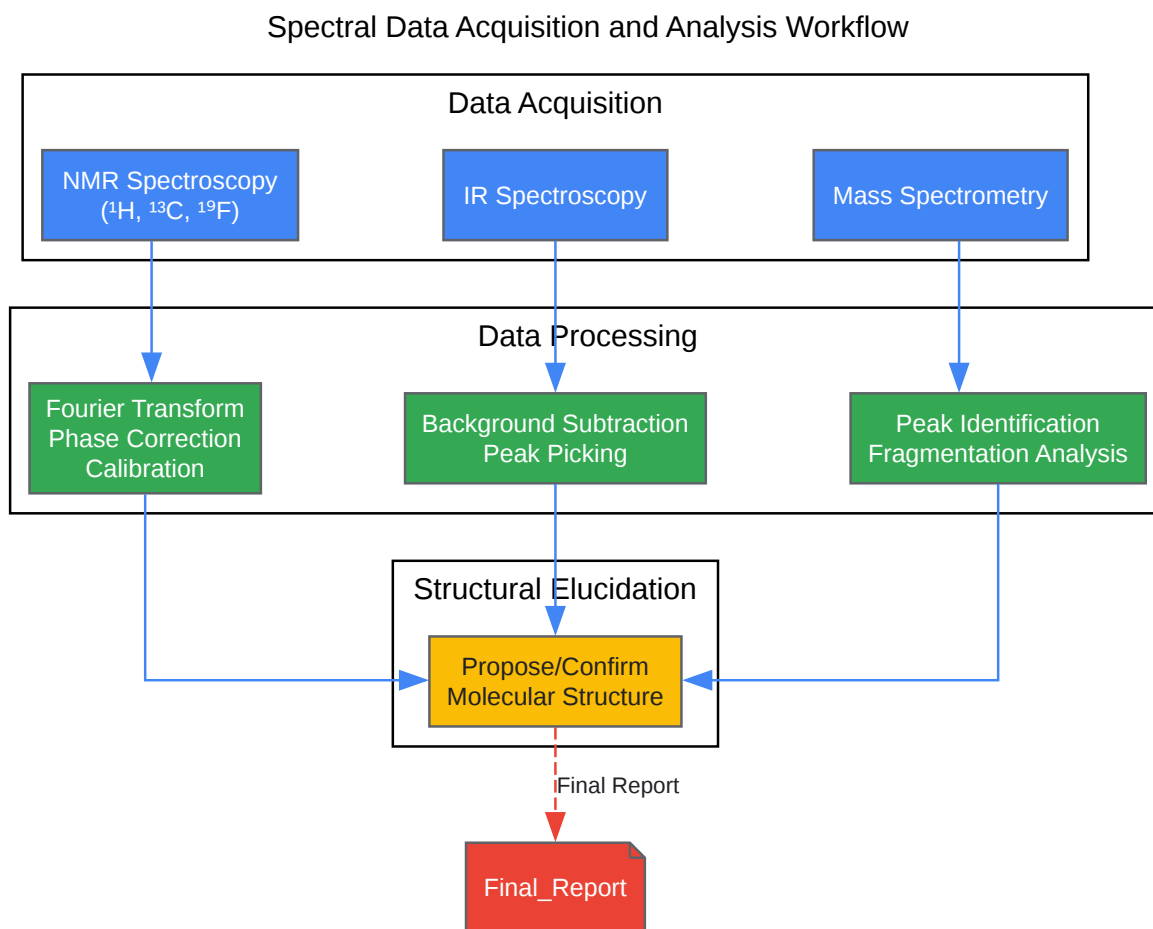 Spectral Data Acquisition and Analysis Workflow
Data Acquisition
NMR Spectroscopy
(¹H, ¹³C, ¹⁹F)
IR Spectroscopy
Mass Spectrometry
Data Processing
Fourier Transform
Phase Correction
Calibration
Background Subtraction
Peak Picking
Peak Identification
Fragmentation Analysis
Structural Elucidation
Propose/Confirm
Molecular Structure
Final Report
Final_Report